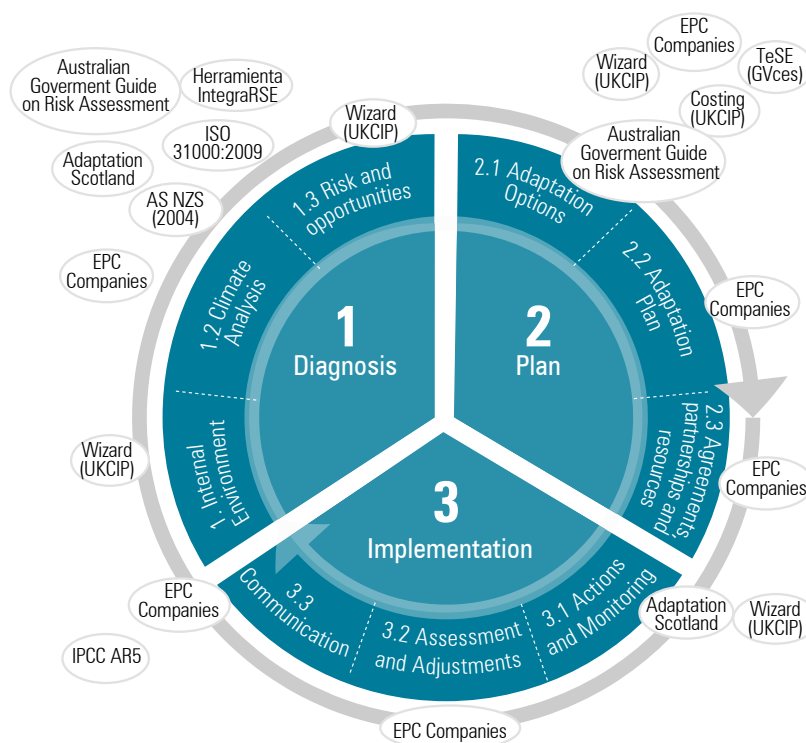 EPC
Companies
Wizard
(UKCIP)
TeSE
(GVces)
Costing
(UKCIP)
Australian
Goverment Guide
on Risk Assessment
Herramienta
IntegraRSE
Wizard
(UKCIP)
ISO
31000:2009
Australian
Goverment Guide
on Risk Assessment
Adaptation
Scotland
AS NZS
(2004)
EPC
Companies
1.3 Risk and
opportunities
2.1 Adaptation
Options
1.2 Climate
Analysis
2.2 Adaptation
Plan
EPC
Companies
1
Diagnosis
2
Plan
1. Internal
Environment
Wizard
(UKCIP)
2.3 Agreements,
partnerships and
resources
EPC
Companies
3
Implementation
3.3
Communication
3.2 Assessment
and Adjustments
3.1 Actions
and Monitoring
EPC
Companies
Adaptation
Scotland
Wizard
(UKCIP)
IPCC AR5
EPC Companies